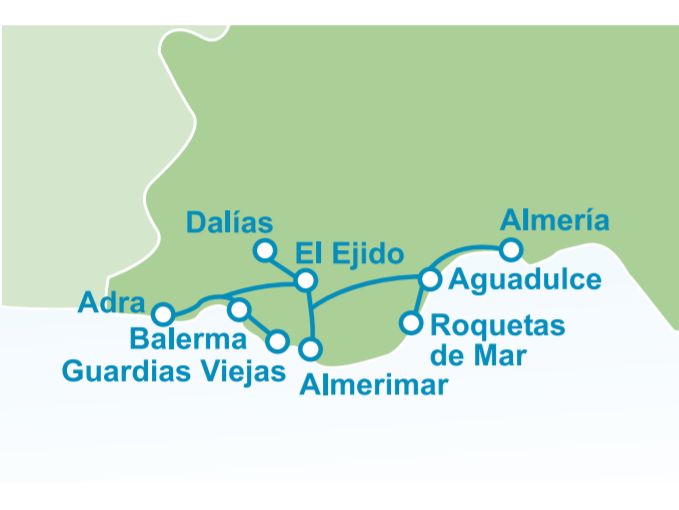 Dalías
Almería
El Ejido
Aguadulce
Adra
Roquetas
de Mar
Balerma
Guardias Viejas
Almerimar